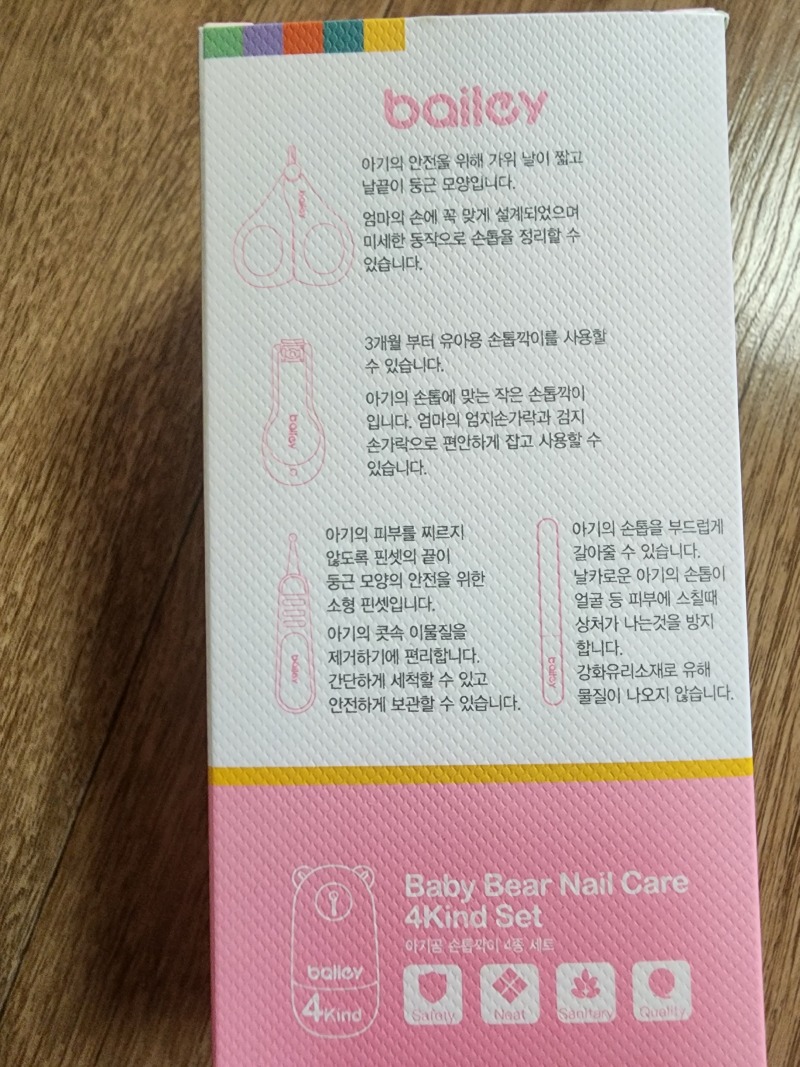 bailey
아기의 안전을 위해 가위 날이 짧고
날끝이 둥근 모양입니다.
엄마의 손에 꼭 맞게 설계되었으며
미세한 동작으로 손톱을 정리할 수
있습니다.
bailey
3개월 부터 유아용 손톱깍이를 사용할
수 있습니다.
아기의 손톱에 맞는 작은 손톱깍이
입니다. 엄마의 엄지손가락과 검지
손가락으로 편안하게 잡고 사용할 수
있습니다.
bailey
아기의 피부를 찌르지
않도록 핀셋의 끝이
둥근 모양의 안전을 위한
소형 핀셋입니다.
아기의 콧속 이물질을
제거하기에 편리합니다.
간단하게 세척할 수 있고
안전하게 보관할 수 있습니다.
bailey
아기의 손톱을 부드럽게
갈아줄 수 있습니다.
날카로운 아기의 손톱이
얼굴 등 피부에 스칠때
상처가 나는것을 방지
합니다.
강화유리소재로 유해
물질이 나오지 않습니다.
bailey
Baby Bear Nail Care
4Kind Set
아기곰 손톱깍이 4종 세트
bailey
4Kind
Safety
Neat
Sanitary
Quality